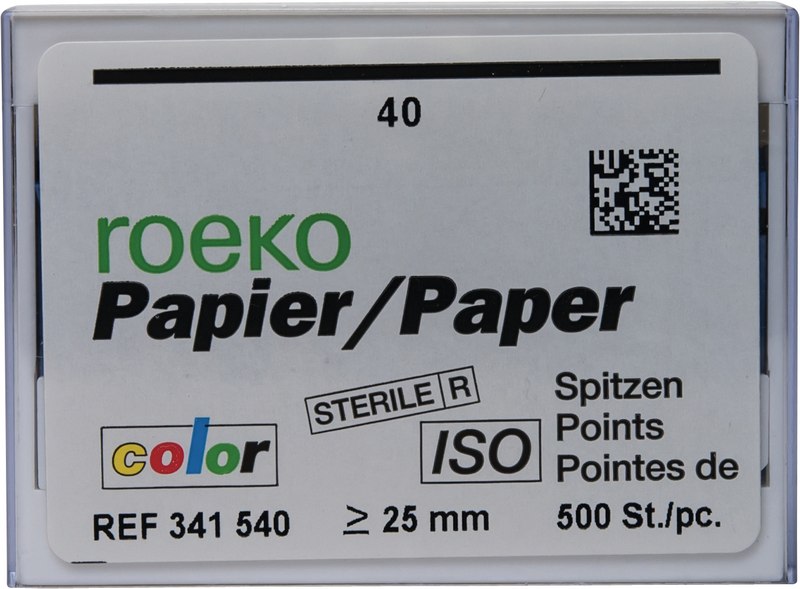 40
roeko
Papier/Paper
STERILE R
Spitzen
color
ISO
Points
Pointes de
REF 341 540
≥ 25 mm
500 St./pc.